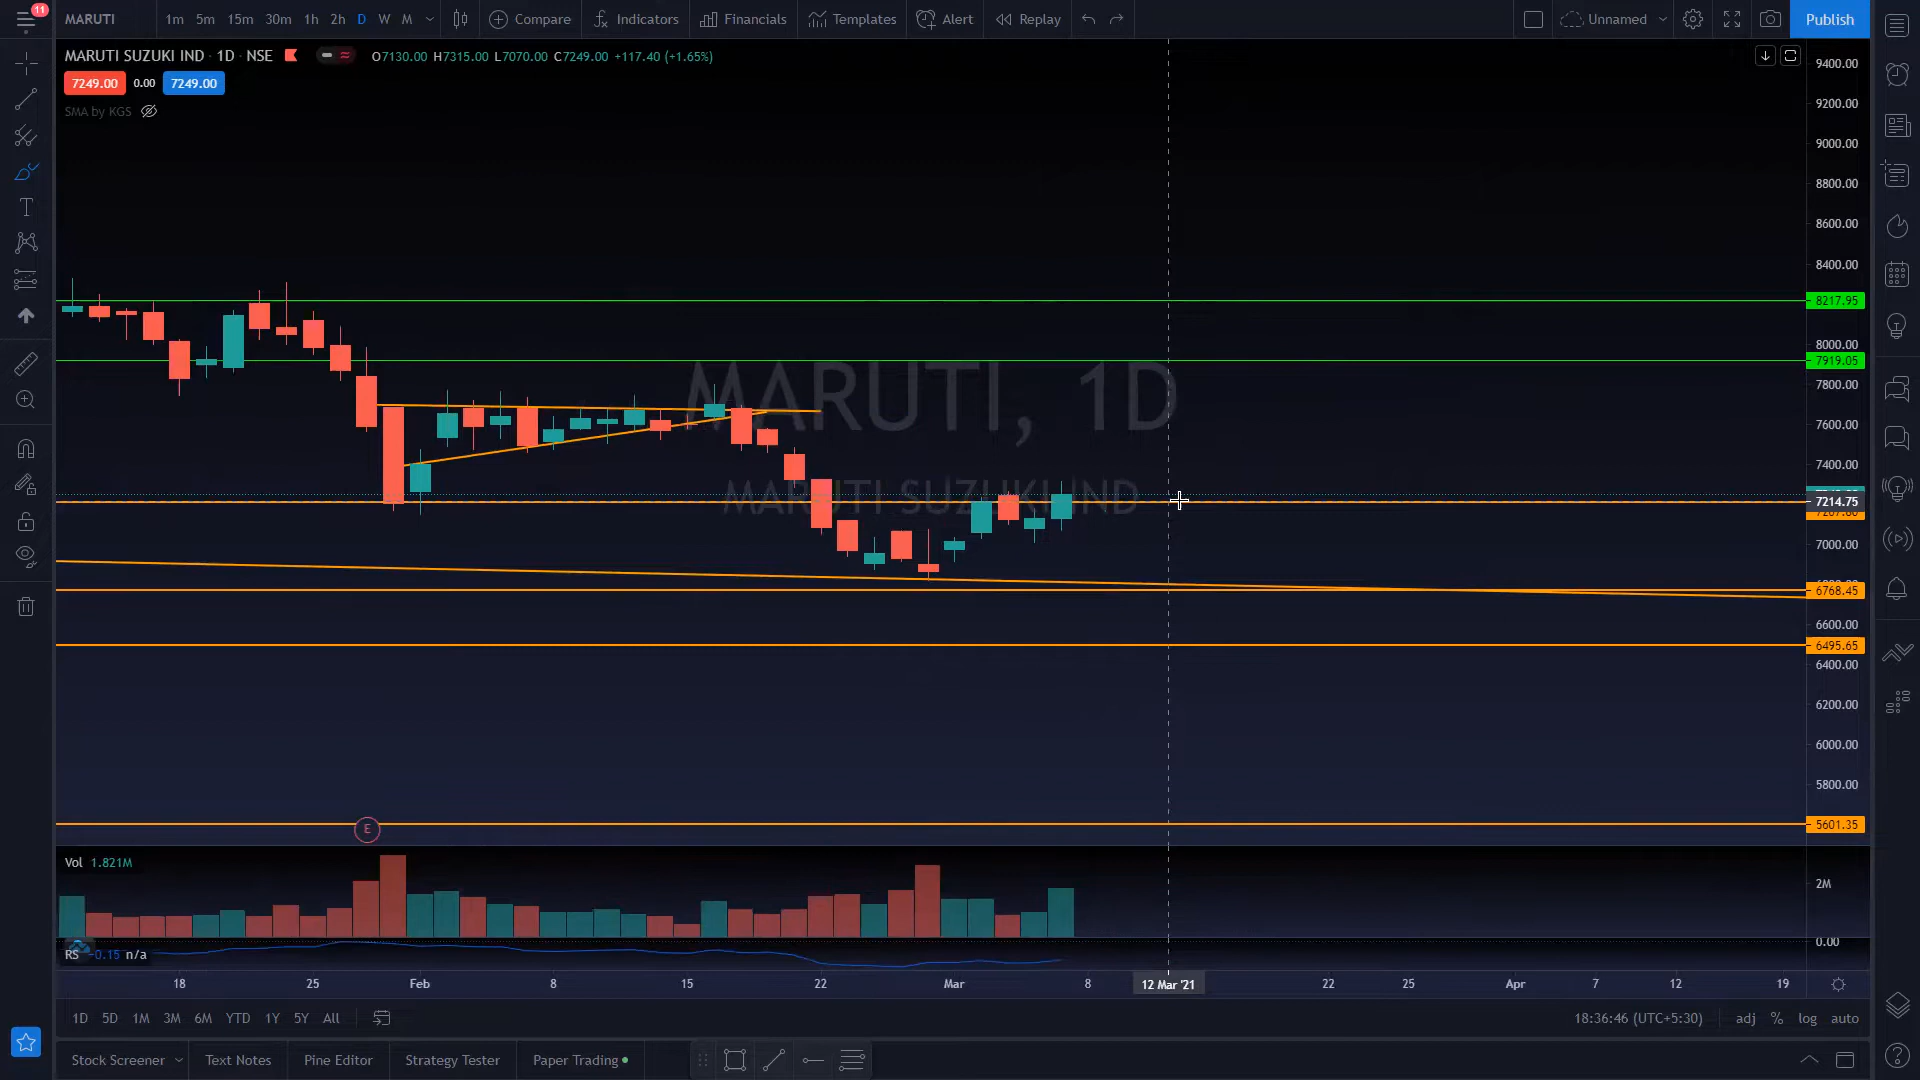 11
MARUTI 1m 5m 15m 30m 1h 2h D W M Compare Indicators Financials Templates Alert Replay Unnamed Publish
MARUTI SUZUKI IND · 1D · NSE O7130.00 H7315.00 L7070.00 C7249.00 +117.40 (+1.65%)
7249.00 0.00 7249.00
SMA by KGS
MARUTI, 1D
MARUTI SUZUKI IND
9400.00
9200.00
9000.00
8800.00
8600.00
8400.00
8217.95
8000.00
7919.05
7800.00
7600.00
7400.00
7214.75
7000.00
6768.45
6600.00
6495.65
6400.00
6200.00
6000.00
5800.00
5601.35
E
Vol 1.821M
2M
0.00
RS -0.15 n/a
18 25 Feb 8 15 22 Mar 8 12 Mar '21 22 25 Apr 7 12 19
1D 5D 1M 3M 6M YTD 1Y 5Y All 18:36:46 (UTC+5:30) adj % log auto
Stock Screener Text Notes Pine Editor Strategy Tester Paper Trading